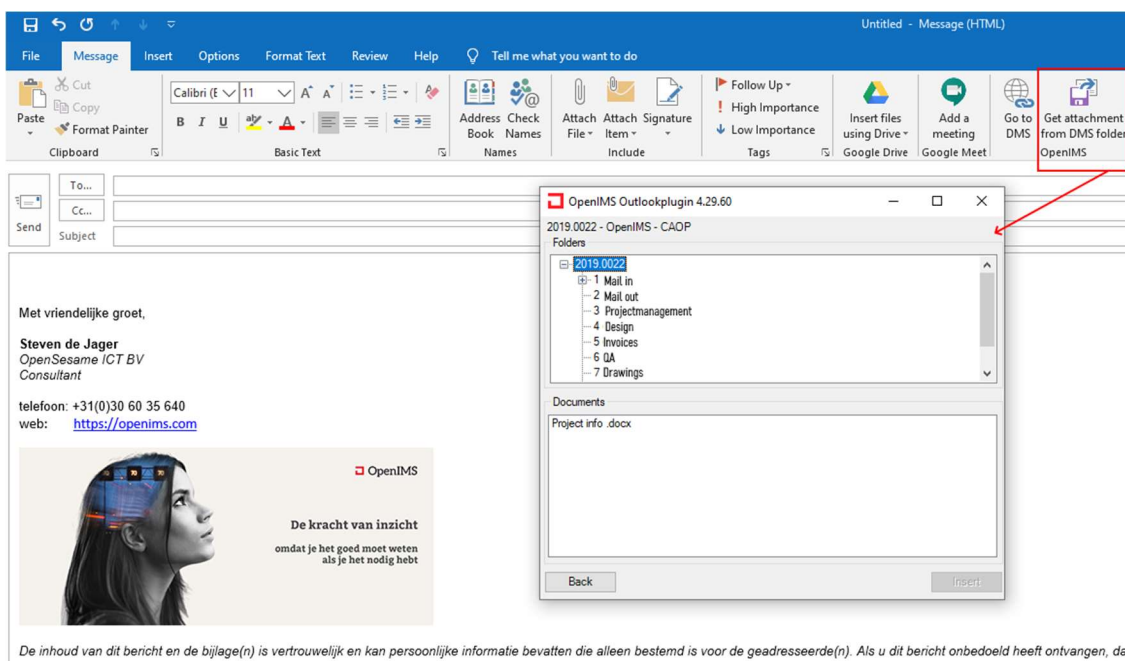 Untitled - Message (HTML)
File Message Insert Options Format Text Review Help Tell me what you want to do
Paste
Cut
Copy
Format Painter
Clipboard
Calibri (E 11
B I U
Basic Text
Address Book
Check Names
Names
Attach File
Attach Item
Signature
Include
Follow Up
High Importance
Low Importance
Tags
Insert files using Drive
Google Drive
Add a meeting
Google Meet
Go to DMS
Get attachment from DMS folder
OpenIMS
Send
To...
Cc...
Subject
OpenIMS Outlookplugin 4.29.60
2019.0022 - OpenIMS - CAOP
Folders
2019.0022
1 Mail in
2 Mail out
3 Projectmanagement
4 Design
5 Invoices
6 QA
7 Drawings
Documents
Project info .docx
Back
Insert
Met vriendelijke groet,
Steven de Jager
OpenSesame ICT BV
Consultant
telefoon: +31(0)30 60 35 640
web: https://openims.com
70 70 70
OpenIMS
De kracht van inzicht
omdat je het goed moet weten
als je het nodig hebt
De inhoud van dit bericht en de bijlage(n) is vertrouwelijk en kan persoonlijke informatie bevatten die alleen bestemd is voor de geadresseerde(n). Als u dit bericht onbedoeld heeft ontvangen, da